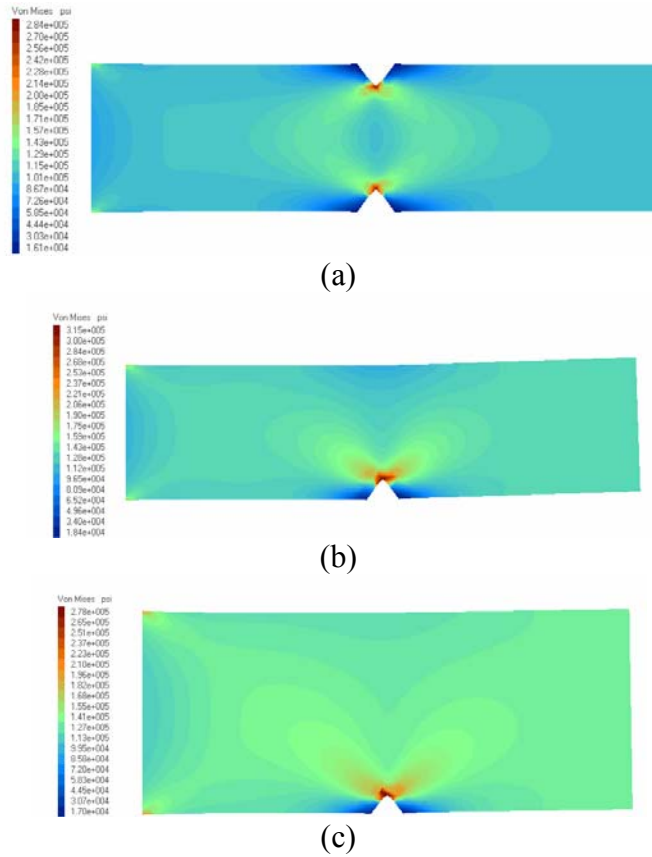 Von Mises psi
2.84e+005
2.70e+005
2.56e+005
2.42e+005
2.28e+005
2.14e+005
2.00e+005
1.85e+005
1.71e+005
1.57e+005
1.43e+005
1.29e+005
1.15e+005
1.01e+005
8.67e+004
7.26e+004
5.85e+004
4.44e+004
3.03e+004
1.61e+004
(a)
Von Mises psi
3.15e+005
3.00e+005
2.84e+005
2.68e+005
2.53e+005
2.37e+005
2.21e+005
2.06e+005
1.90e+005
1.75e+005
1.59e+005
1.43e+005
1.28e+005
1.12e+005
9.65e+004
8.09e+004
6.52e+004
4.96e+004
3.40e+004
1.84e+004
(b)
Von Mises psi
2.78e+005
2.65e+005
2.51e+005
2.37e+005
2.23e+005
2.10e+005
1.96e+005
1.82e+005
1.68e+005
1.55e+005
1.41e+005
1.27e+005
1.13e+005
9.95e+004
8.58e+004
7.20e+004
5.83e+004
4.45e+004
3.07e+004
1.70e+004
(c)